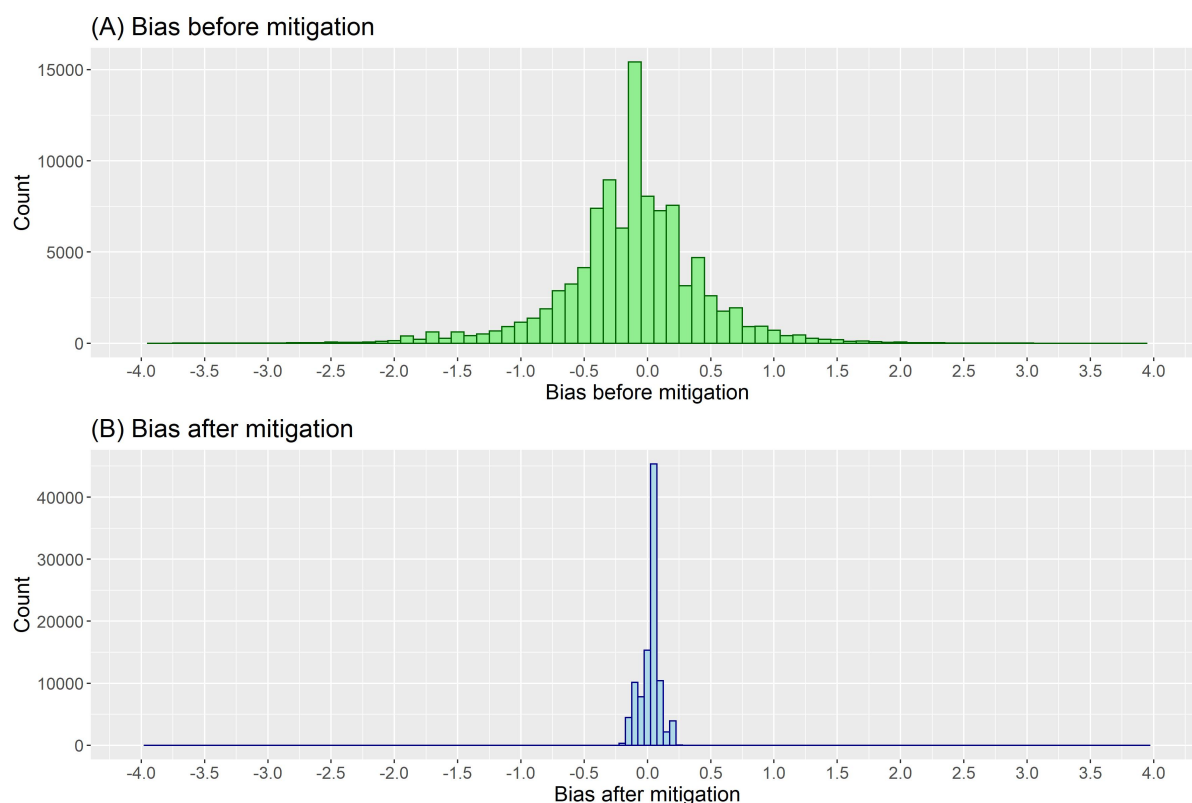 (A) Bias before mitigation
15000
10000
5000
0
Count
-4.0 -3.5 -3.0 -2.5 -2.0 -1.5 -1.0 -0.5 0.0 0.5 1.0 1.5 2.0 2.5 3.0 3.5 4.0
Bias before mitigation
(B) Bias after mitigation
40000
30000
20000
10000
0
Count
-4.0 -3.5 -3.0 -2.5 -2.0 -1.5 -1.0 -0.5 0.0 0.5 1.0 1.5 2.0 2.5 3.0 3.5 4.0
Bias after mitigation